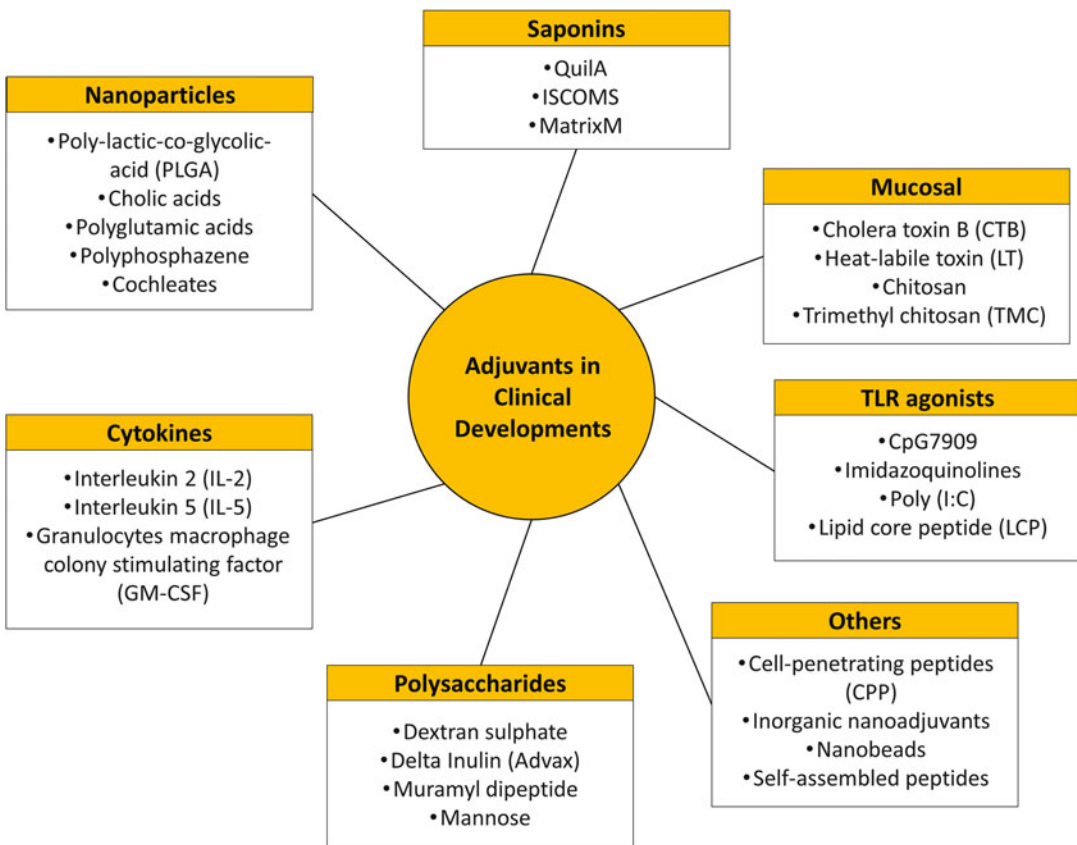 Saponins
•QuilA
•ISCOMS
•MatrixM
Nanoparticles
•Poly-lactic-co-glycolic-
acid (PLGA)
•Cholic acids
•Polyglutamic acids
•Polyphosphazene
•Cochleates
Mucosal
•Cholera toxin B (CTB)
•Heat-labile toxin (LT)
•Chitosan
•Trimethyl chitosan (TMC)
Adjuvants in
Clinical
Developments
TLR agonists
•CpG7909
•Imidazoquinolines
•Poly (I:C)
•Lipid core peptide (LCP)
Cytokines
•Interleukin 2 (IL-2)
•Interleukin 5 (IL-5)
•Granulocytes macrophage
colony stimulating factor
(GM-CSF)
Others
•Cell-penetrating peptides
(CPP)
•Inorganic nanoadjuvants
•Nanobeads
•Self-assembled peptides
Polysaccharides
•Dextran sulphate
•Delta Inulin (Advax)
•Muramyl dipeptide
•Mannose